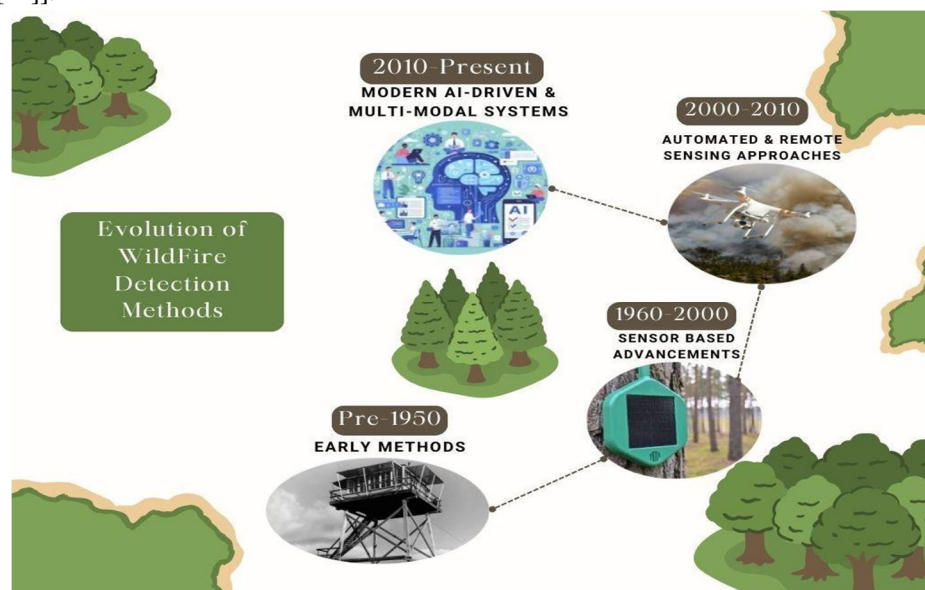 2010-Present
MODERN AI-DRIVEN &
MULTI-MODAL SYSTEMS
2000-2010
AUTOMATED & REMOTE
SENSING APPROACHES
AI
Evolution of
WildFire
Detection
Methods
1960-2000
SENSOR BASED
ADVANCEMENTS
Pre-1950
EARLY METHODS